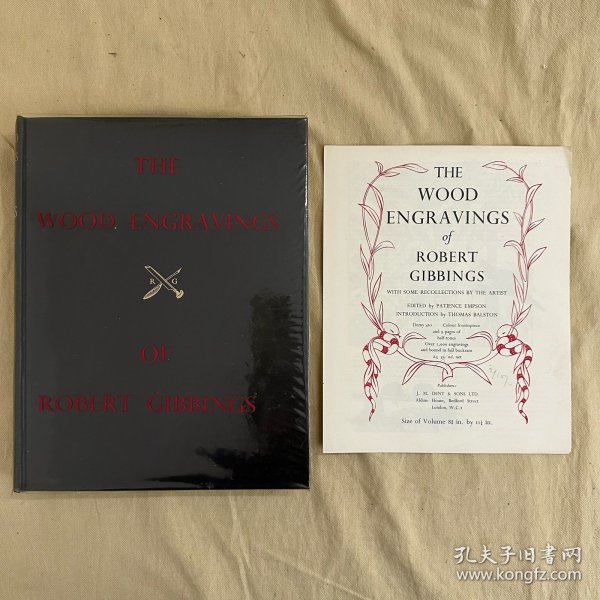 THE
WOOD ENGRAVINGS
R G
OF
ROBERT GIBBINGS
THE
WOOD
ENGRAVINGS
of
ROBERT
GIBBINGS
WITH SOME RECOLLECTIONS BY THE ARTIST
EDITED by PATIENCE EMPSON
INTRODUCTION by THOMAS BALSTON
Demy 4to Colour frontispiece
and 2 pages of
half-tones
Over 1,000 engravings
and bound in full buckram
Publishers:
J. M. DENT & SONS LTD
Aldine House, Bedford Street
London, W.C.2
Size of Volume 8¾ in. by 11¼ in.
孔夫子旧書网
www.kongfz.com